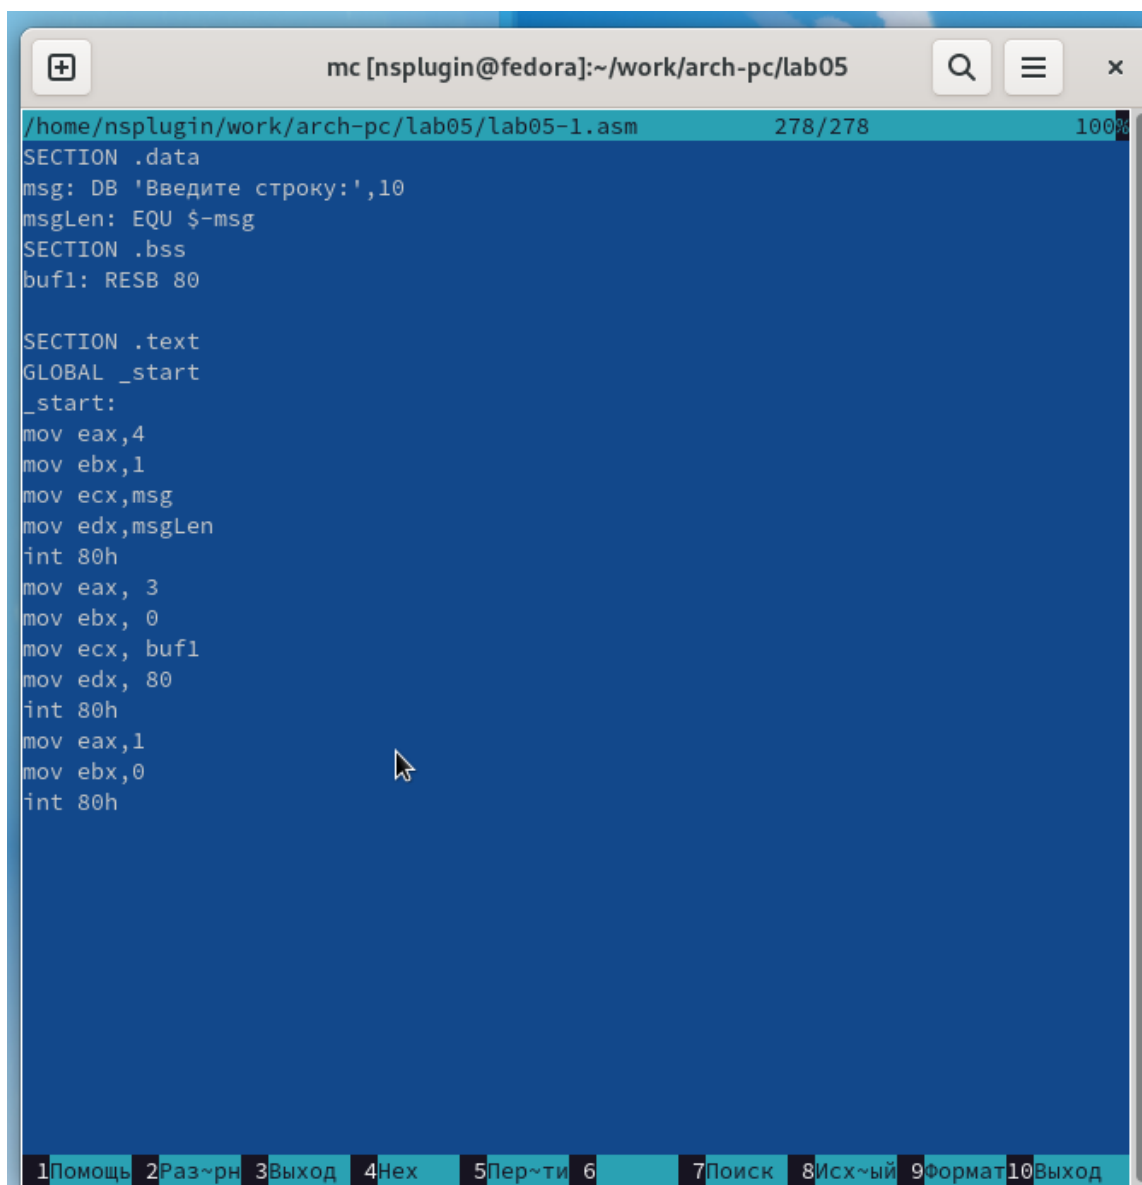 mc [nsplugin@fedora]:~/work/arch-pc/lab05
/home/nsplugin/work/arch-pc/lab05/lab05-1.asm 278/278 100%
SECTION .data
msg: DB 'Введите строку:',10
msgLen: EQU $-msg
SECTION .bss
buf1: RESB 80
SECTION .text
GLOBAL _start
_start:
mov eax,4
mov ebx,1
mov ecx,msg
mov edx,msgLen
int 80h
mov eax, 3
mov ebx, 0
mov ecx, buf1
mov edx, 80
int 80h
mov eax,1
mov ebx,0
int 80h
1Помощь 2Раз~рн 3Выход 4Hex 5Пер~ти 6 7Поиск 8Исх~ый 9Формат 10Выход